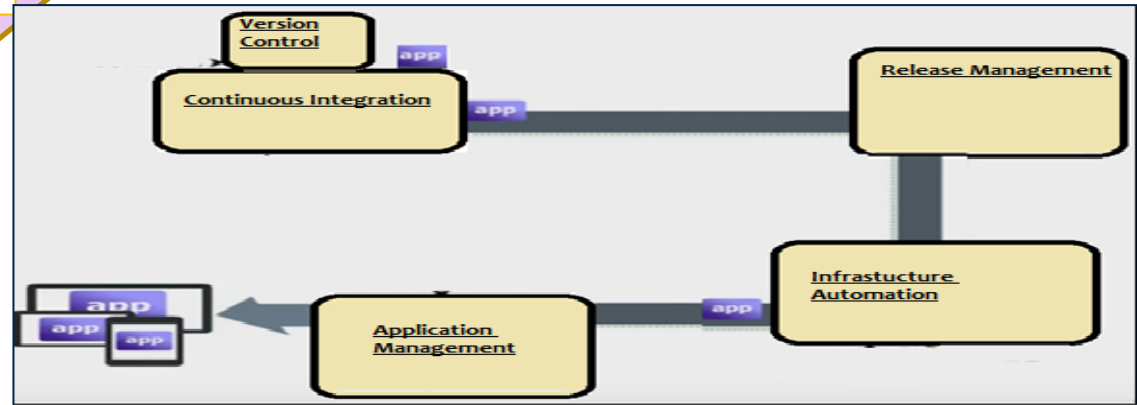 Version
Control
app
Continuous Integration
app
Release Management
Infrastucture
Automation
app
Application
Management
app
app
app